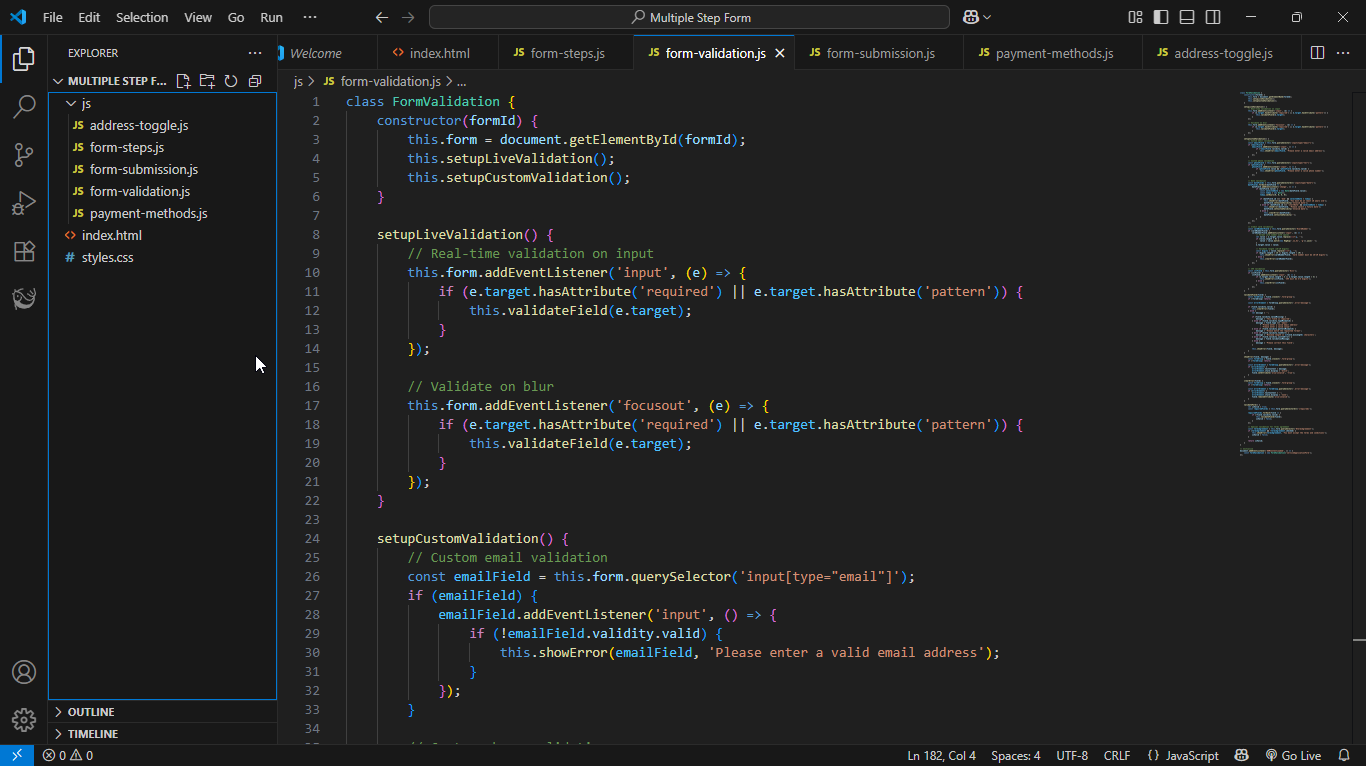 File Edit Selection View Go Run ···
Multiple Step Form
EXPLORER
MULTIPLE STEP F...
js
JS address-toggle.js
JS form-steps.js
JS form-submission.js
JS form-validation.js
JS payment-methods.js
<> index.html
# styles.css
OUTLINE
TIMELINE
Welcome
<> index.html
JS form-steps.js
JS form-validation.js
JS form-submission.js
JS payment-methods.js
JS address-toggle.js
js > JS form-validation.js > ...
1 class FormValidation {
2 constructor(formId) {
3 this.form = document.getElementById(formId);
4 this.setupLiveValidation();
5 this.setupCustomValidation();
6 }
7
8 setupLiveValidation() {
9 // Real-time validation on input
10 this.form.addEventListener('input', (e) => {
11 if (e.target.hasAttribute('required') || e.target.hasAttribute('pattern')) {
12 this.validateField(e.target);
13 }
14 });
15
16 // Validate on blur
17 this.form.addEventListener('focusout', (e) => {
18 if (e.target.hasAttribute('required') || e.target.hasAttribute('pattern')) {
19 this.validateField(e.target);
20 }
21 });
22 }
23
24 setupCustomValidation() {
25 // Custom email validation
26 const emailField = this.form.querySelector('input[type="email"]');
27 if (emailField) {
28 emailField.addEventListener('input', () => {
29 if (!emailField.validity.valid) {
30 this.showError(emailField, 'Please enter a valid email address');
31 }
32 });
33 }
34
0 0
Ln 182, Col 4 Spaces: 4 UTF-8 CRLF {} JavaScript Go Live